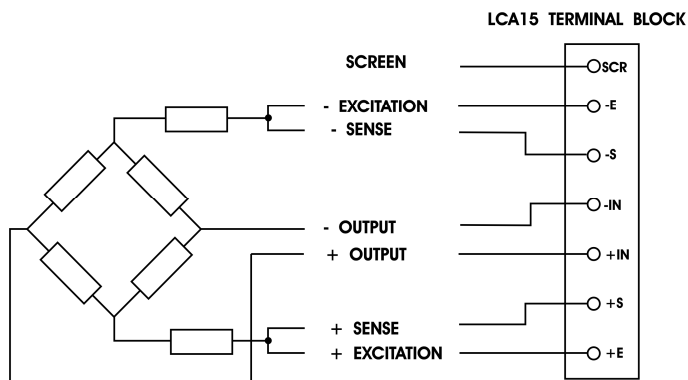 LCA15 TERMINAL BLOCK
SCREEN
SCR
- EXCITATION
-E
- SENSE
-S
-IN
- OUTPUT
+ OUTPUT
+IN
+S
+ SENSE
+ EXCITATION
+E